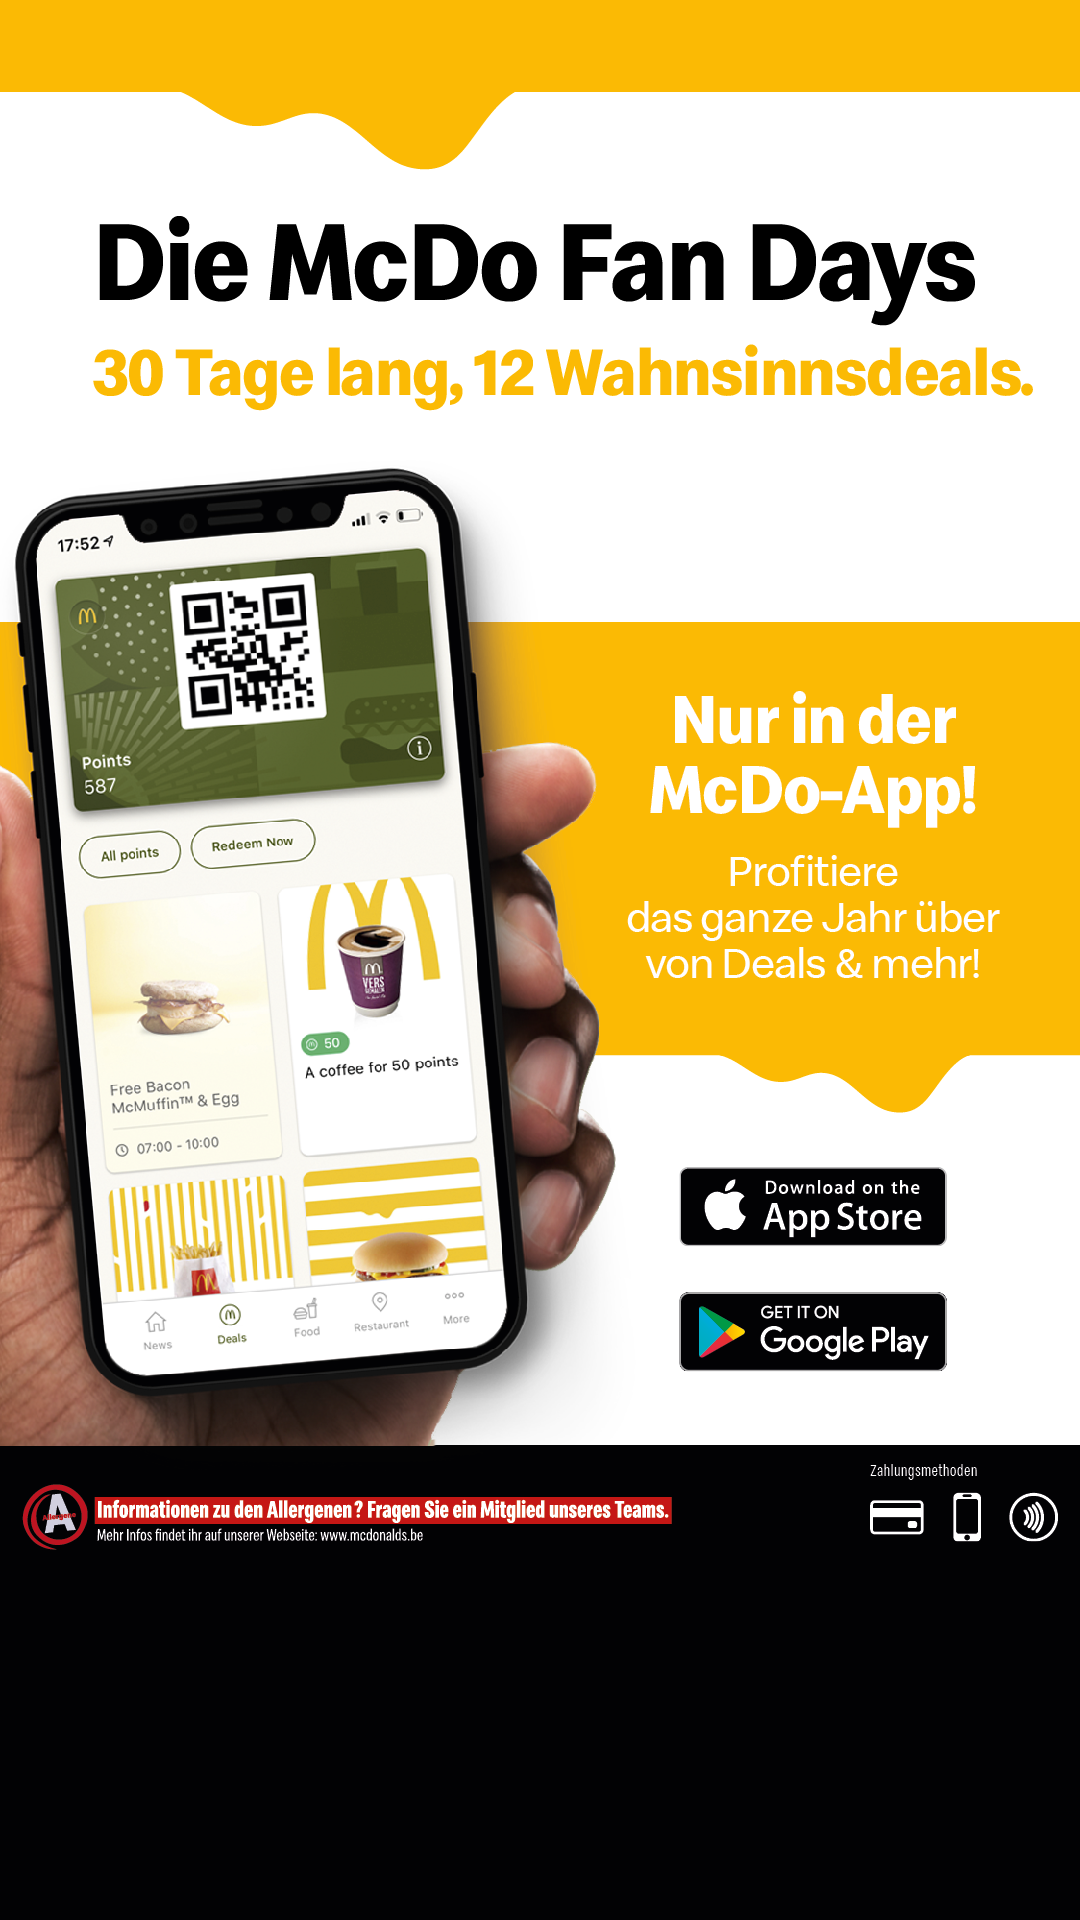 Die McDo Fan Days
30 Tage lang, 12 Wahnsinnsdeals.
17:52
Points
587
All points
Redeem Now
VERS
Free Bacon
McMuffin™ & Egg
07:00 - 10:00
50
A coffee for 50 points
News
Deals
Food
Restaurant
More
Nur in der
McDo-App!
Profitiere
das ganze Jahr über
von Deals & mehr!
Download on the
App Store
GET IT ON
Google Play
A
Allergens
Informationen zu den Allergenen? Fragen Sie ein Mitglied unseres Teams.
Mehr Infos findet ihr auf unserer Webseite: www.mcdonalds.be
Zahlungsmethoden